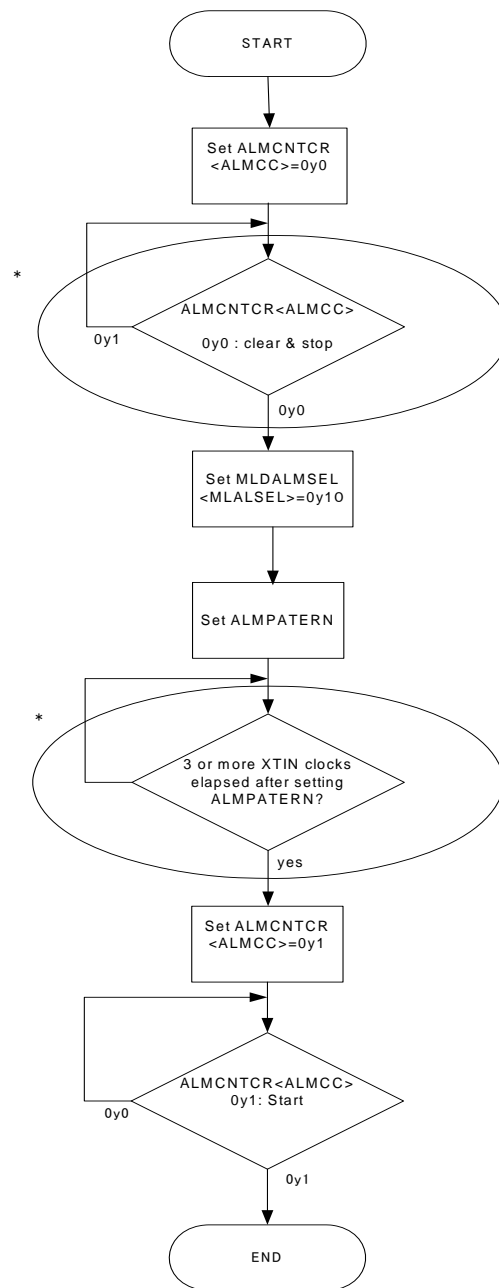 START
Set ALMCNTCR
<ALMCC>=0y0
*
ALMCNTCR<ALMCC>
0y0 : clear & stop
0y1
0y0
Set MLDALMSEL
<MLALSEL>=0y10
Set ALMPATERN
*
3 or more XTIN clocks
elapsed after setting
ALMPATERN?
yes
Set ALMCNTCR
<ALMCC>=0y1
ALMCNTCR<ALMCC>
0y1: Start
0y0
0y1
END